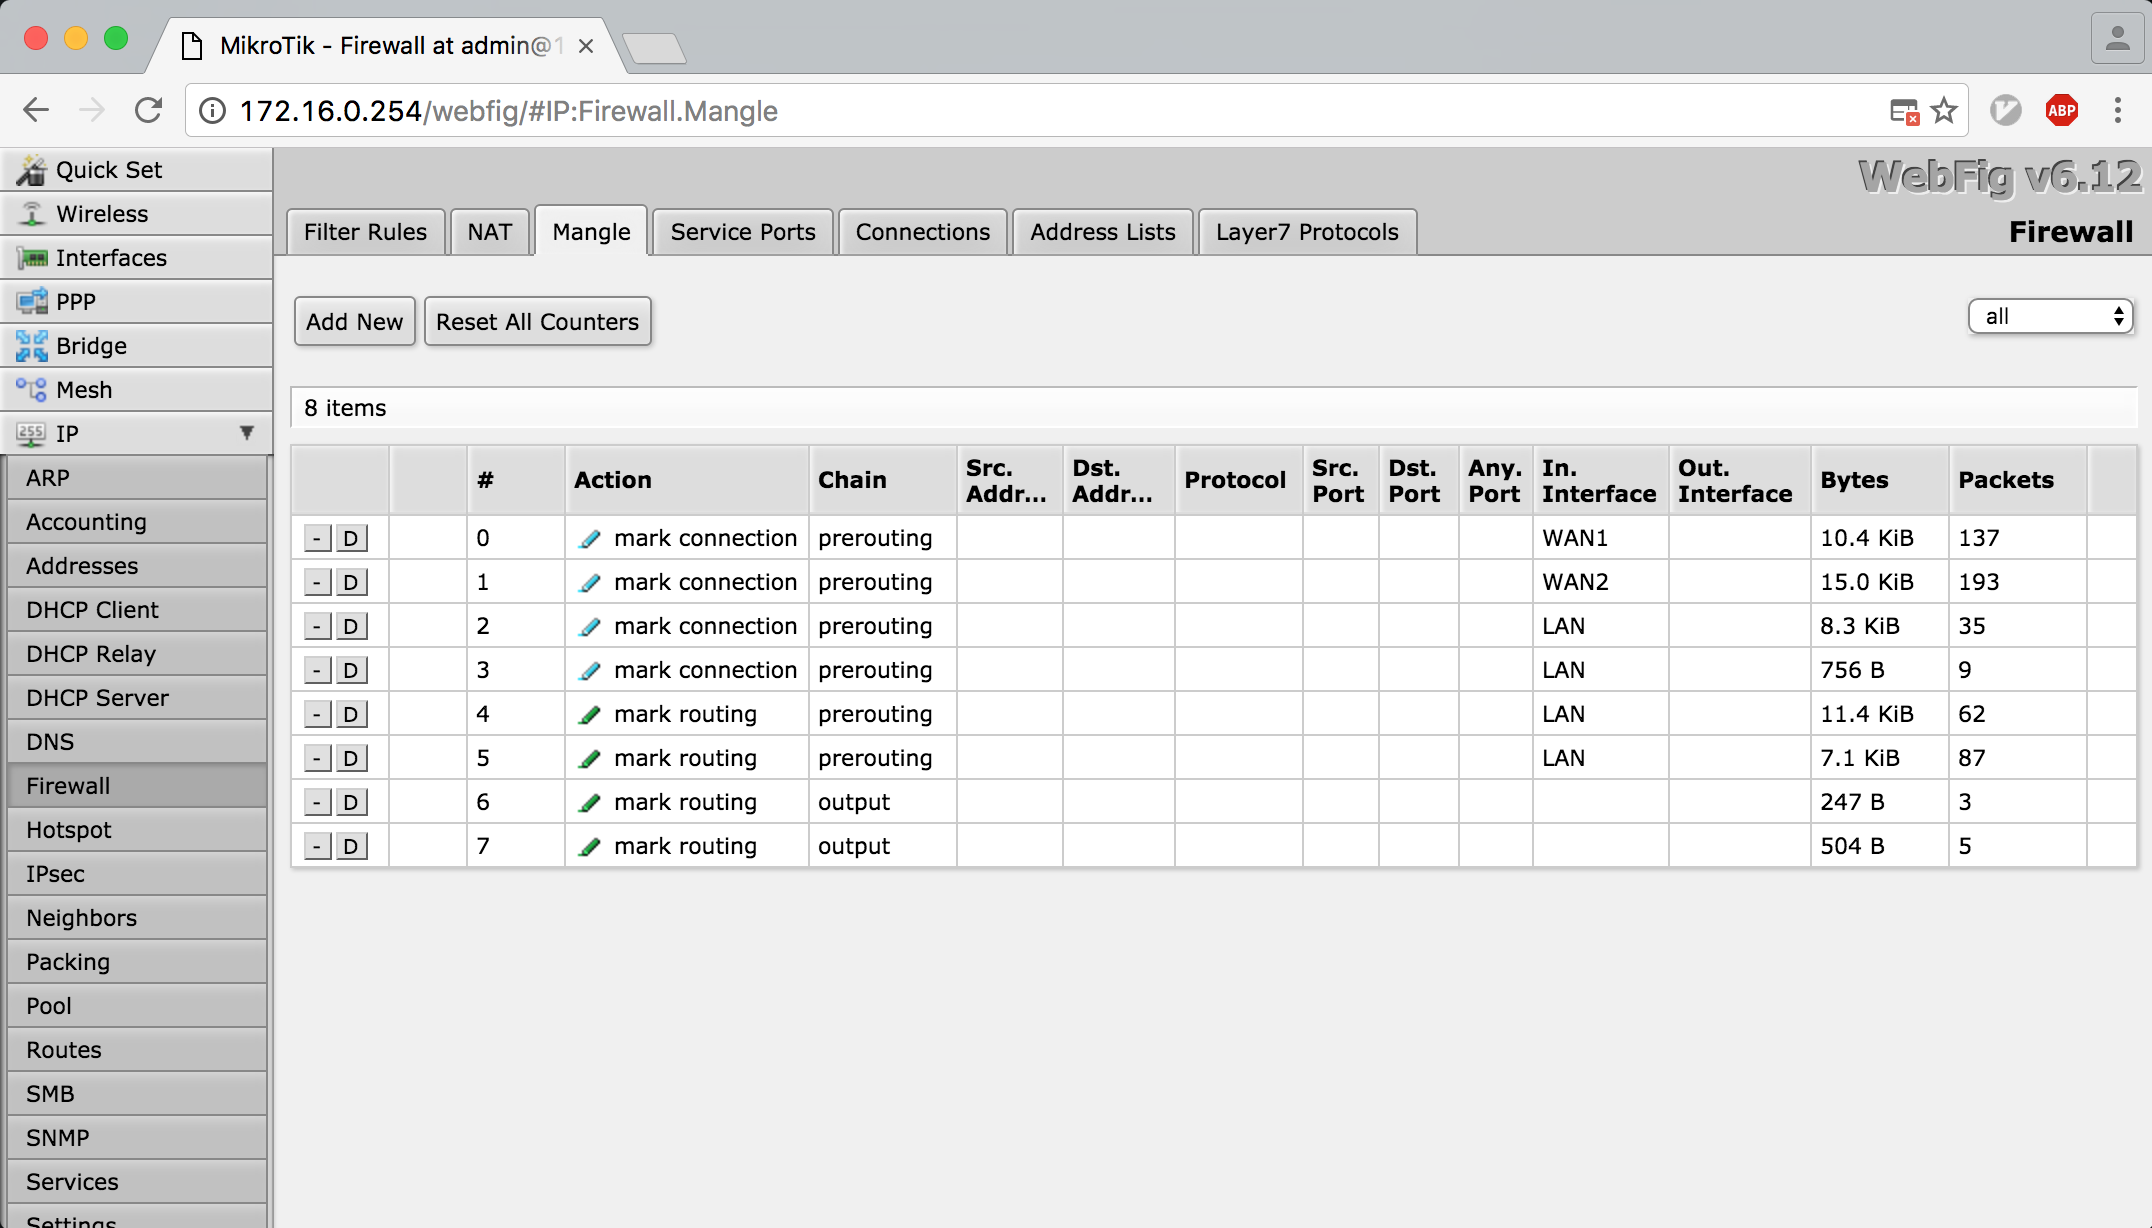 MikroTik - Firewall at admin@1
172.16.0.254/webfig/#IP:Firewall.Mangle
ABP
Quick Set
Wireless
Interfaces
PPP
Bridge
Mesh
255 IP
ARP
Accounting
Addresses
DHCP Client
DHCP Relay
DHCP Server
DNS
Firewall
Hotspot
IPsec
Neighbors
Packing
Pool
Routes
SMB
SNMP
Services
Settings
WebFig v6.12
Filter Rules NAT Mangle Service Ports Connections Address Lists Layer7 Protocols Firewall
Add New Reset All Counters all
8 items
# Action Chain Src. Addr... Dst. Addr... Protocol Src. Port Dst. Port Any. Port In. Interface Out. Interface Bytes Packets
- D 0 mark connection prerouting WAN1 10.4 KiB 137
- D 1 mark connection prerouting WAN2 15.0 KiB 193
- D 2 mark connection prerouting LAN 8.3 KiB 35
- D 3 mark connection prerouting LAN 756 B 9
- D 4 mark routing prerouting LAN 11.4 KiB 62
- D 5 mark routing prerouting LAN 7.1 KiB 87
- D 6 mark routing output 247 B 3
- D 7 mark routing output 504 B 5